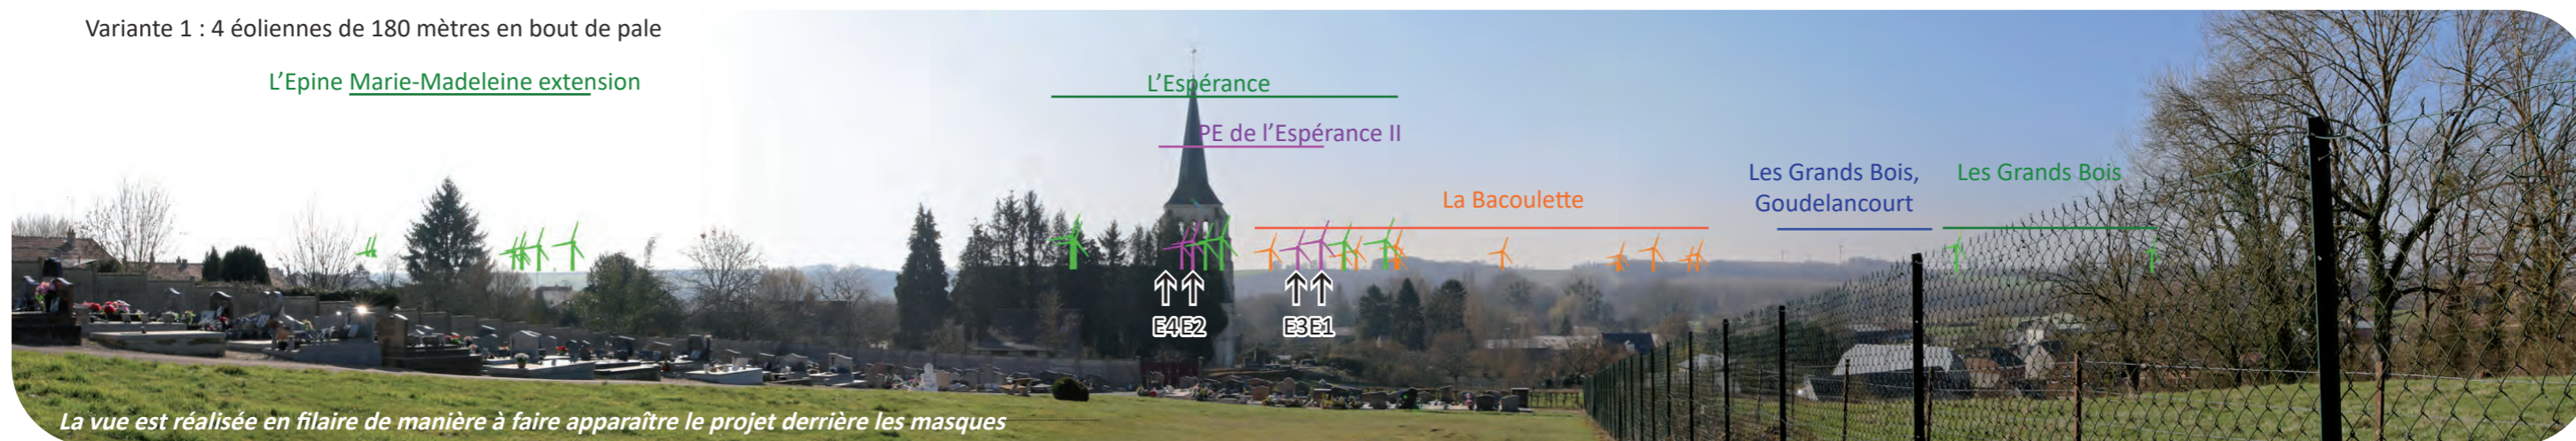 Variante 1 : 4 éoliennes de 180 mètres en bout de pale
L'Epine Marie-Madeleine extension
L'Espérance
PE de l'Espérance II
La Bacoulette
Les Grands Bois,
Goudelancourt
Les Grands Bois
E4 E2 E3 E1
La vue est réalisée en filaire de manière à faire apparaître le projet derrière les masques